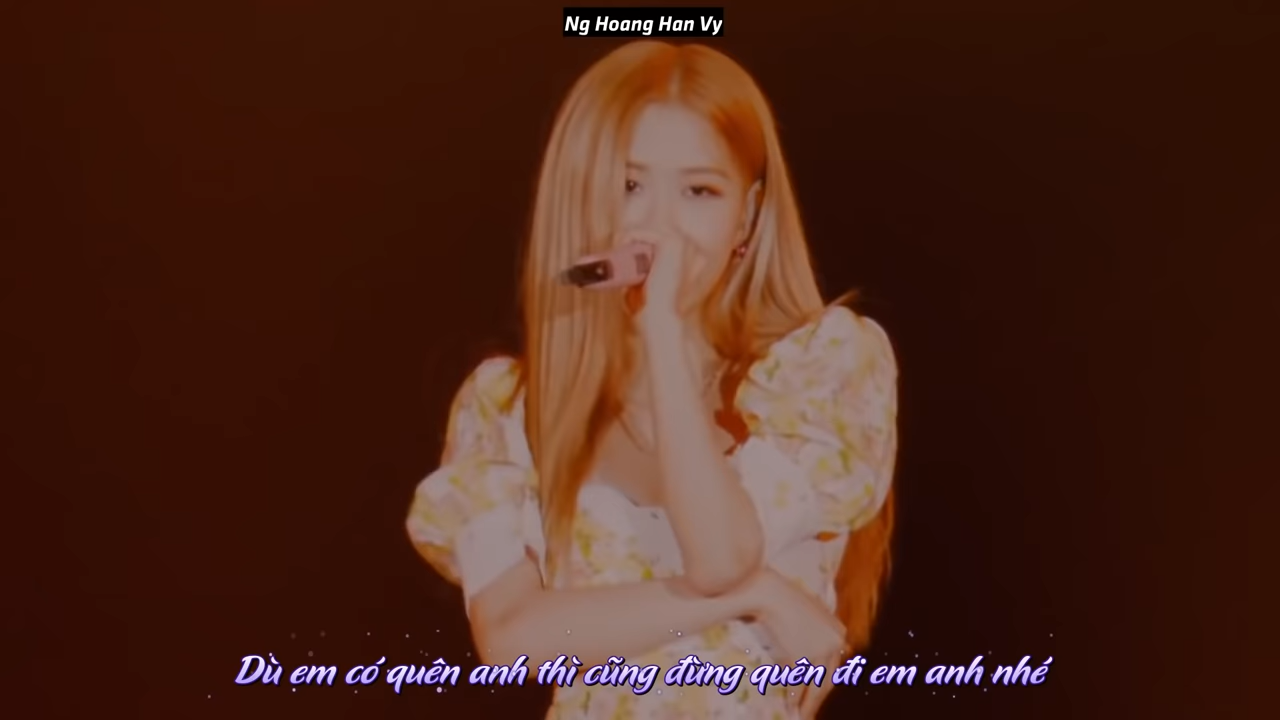 Ng Hoang Han Vy
Dù em có quên anh thì cũng đừng quên đi em anh nhé